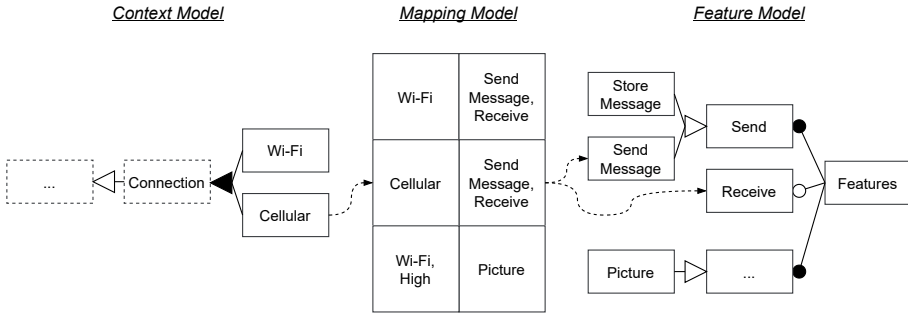 Context Model
Mapping Model
Feature Model
Wi-Fi
Connection
...
Cellular
Wi-Fi
Send
Message,
Receive
Cellular
Send
Message,
Receive
Wi-Fi,
High
Picture
Store
Message
Send
Message
Send
Receive
Features
Picture
...